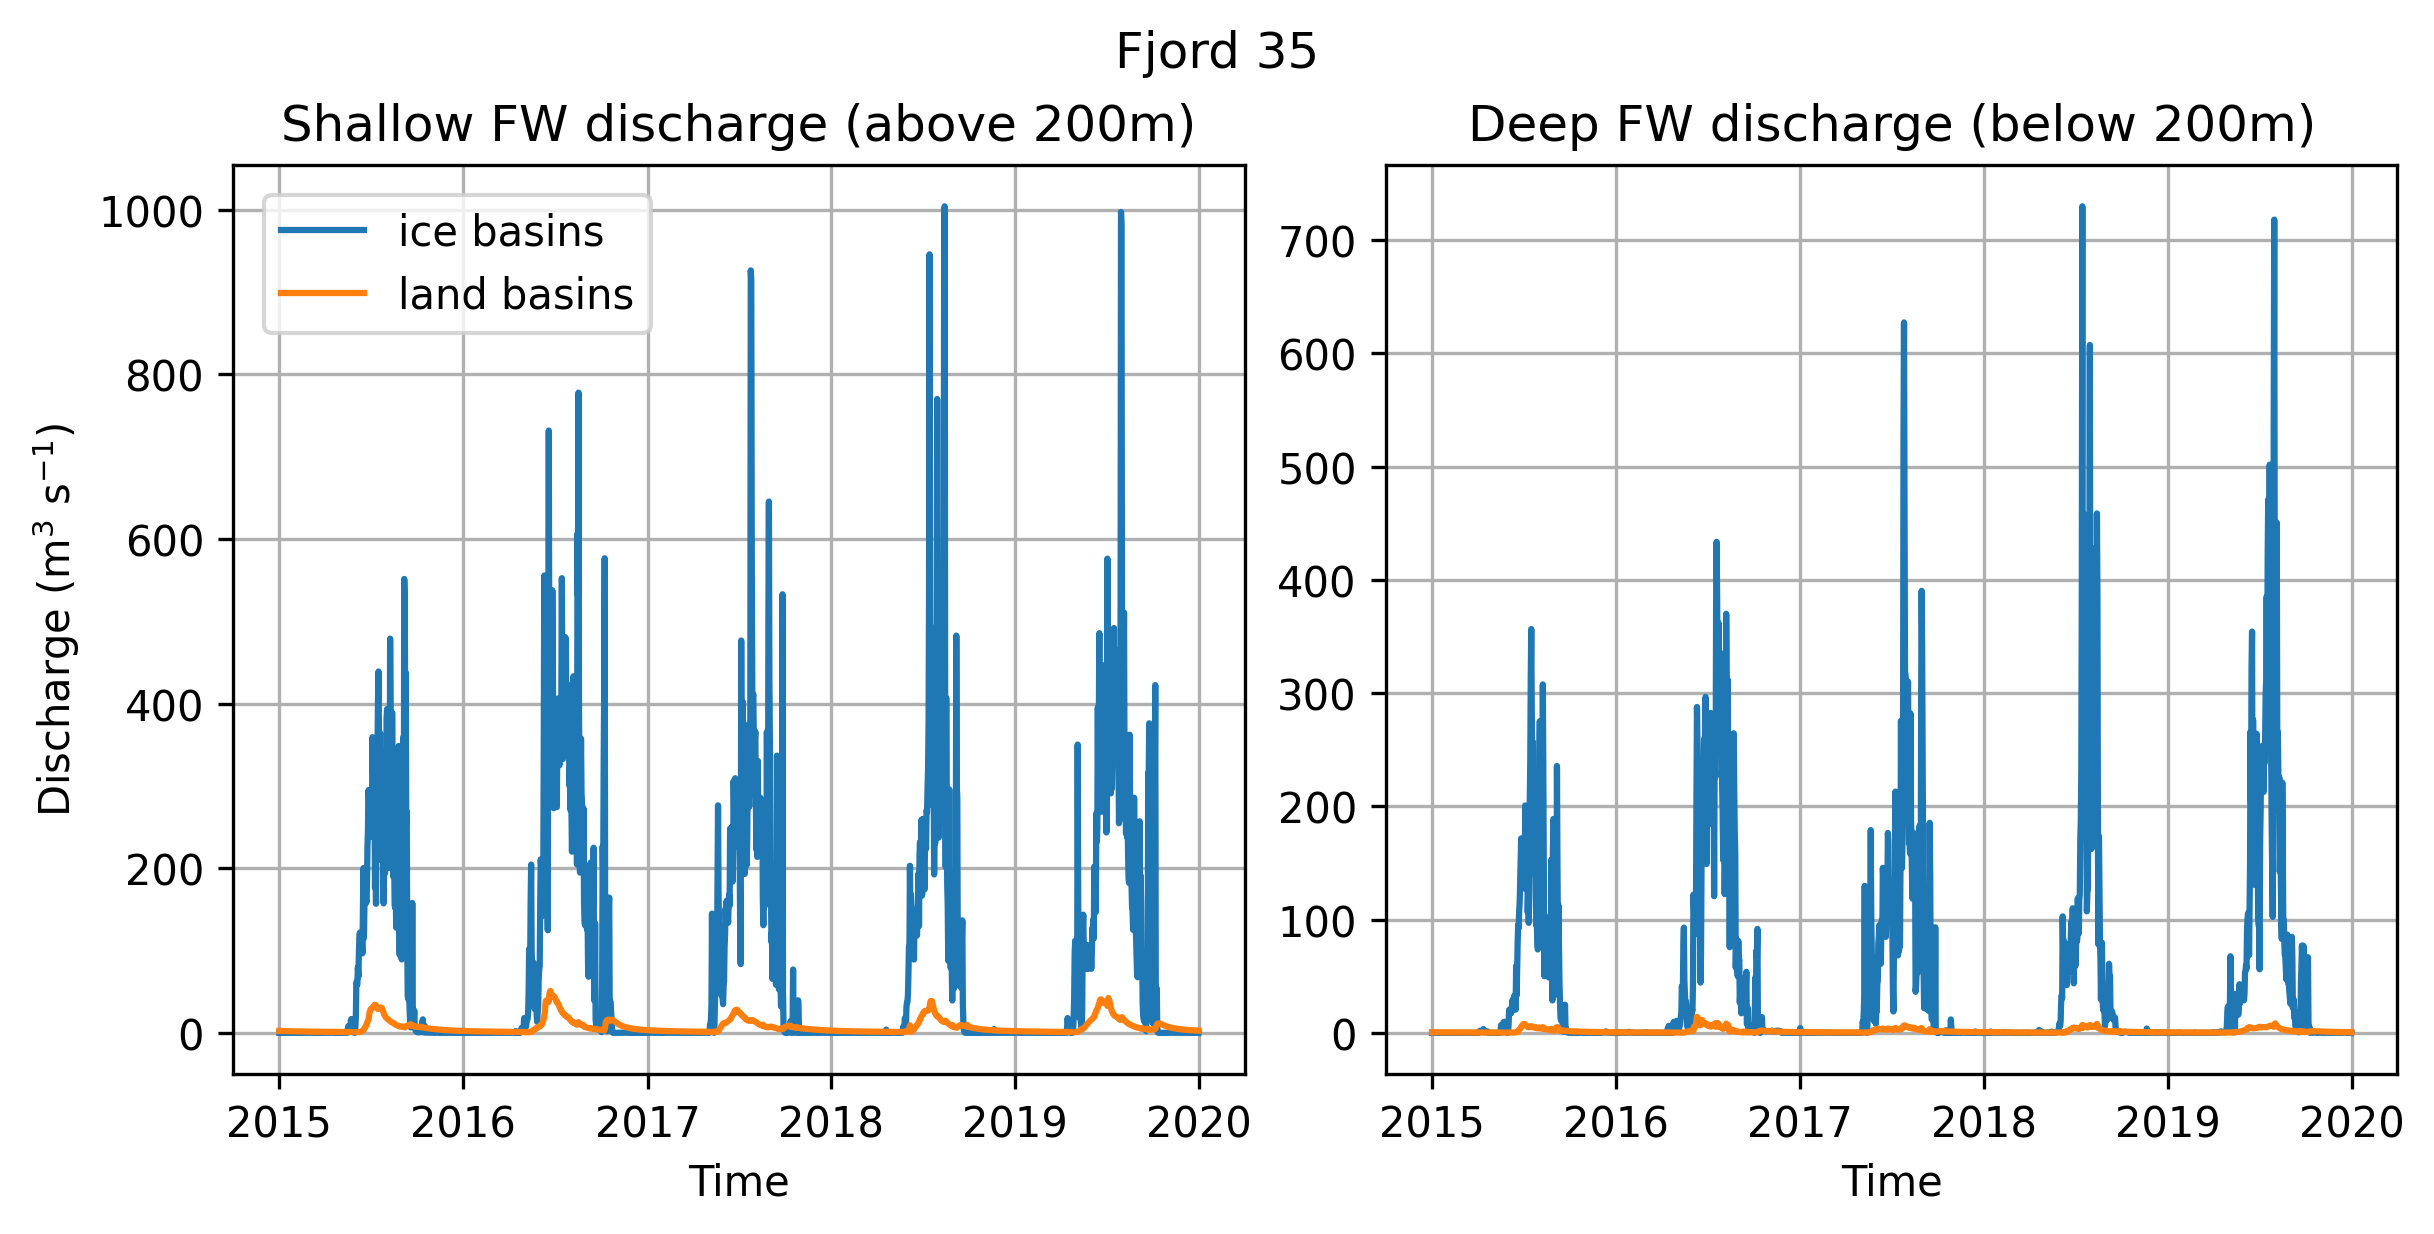 Fjord 35
Shallow FW discharge (above 200m)
Deep FW discharge (below 200m)
ice basins
land basins
Discharge (m³ s⁻¹)
1000
800
600
400
200
0
700
600
500
400
300
200
100
0
2015 2016 2017 2018 2019 2020
2015 2016 2017 2018 2019 2020
Time
Time